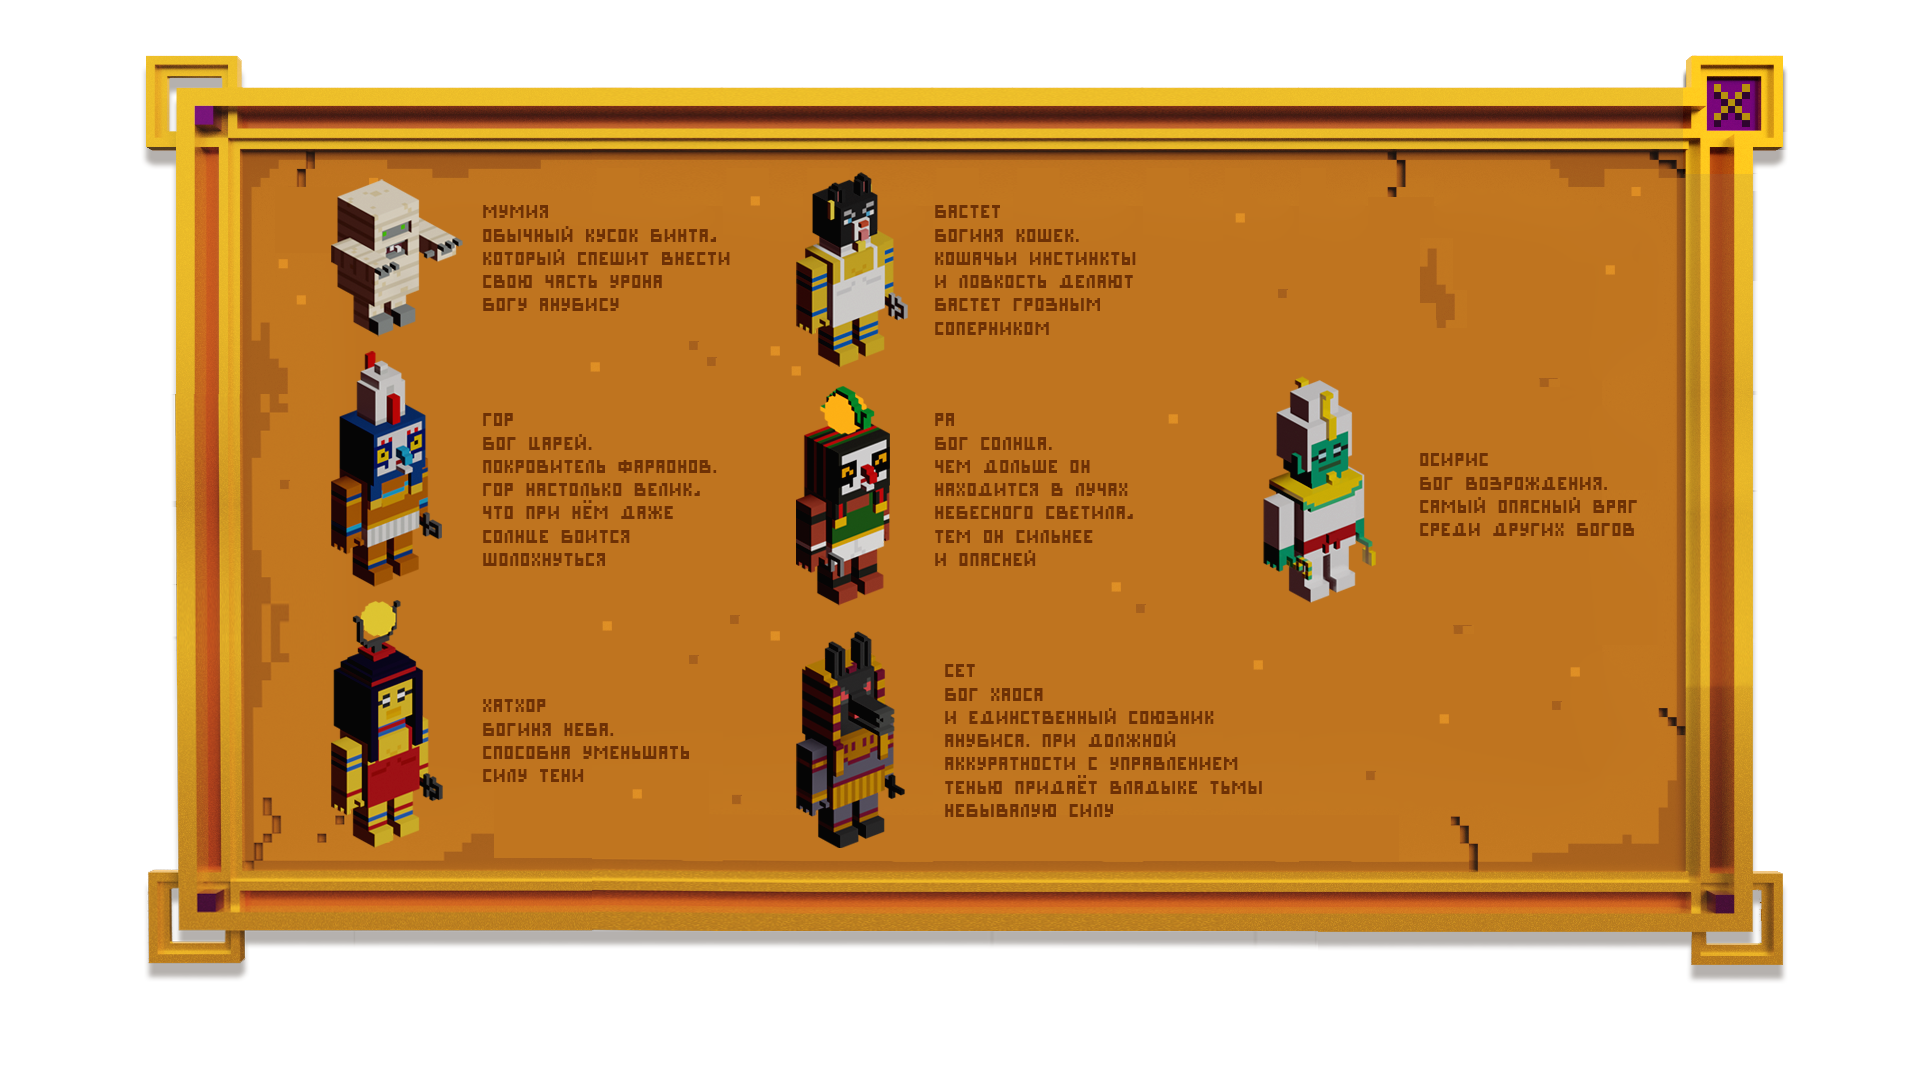 МУМИЯ
ОБЫЧНЫЙ КУСОК БИНТА,
КОТОРЫЙ СПЕШИТ ВНЕСТИ
СВОЮ ЧАСТЬ УРОНА
БОГУ АНУБИСУ
ГОР
БОГ ЦАРЕЙ.
ПОКРОВИТЕЛЬ ФАРАОНОВ.
ГОР НАСТОЛЬКО ВЕЛИК,
ЧТО ПРИ НЁМ ДАЖЕ
СОЛНЦЕ БОИТСЯ
ШОЛОХНУТЬСЯ
ХАТХОР
БОГИНЯ НЕБА.
СПОСОБНА УМЕНЬШАТЬ
СИЛУ ТЕНИ
БАСТЕТ
БОГИНЯ КОШЕК.
КОШАЧЬИ ИНСТИНКТЫ
И ЛОВКОСТЬ ДЕЛАЮТ
БАСТЕТ ГРОЗНЫМ
СОПЕРНИКОМ
РА
БОГ СОЛНЦА.
ЧЕМ ДОЛЬШЕ ОН
НАХОДИТСЯ В ЛУЧАХ
НЕБЕСНОГО СВЕТИЛА,
ТЕМ ОН СИЛЬНЕЕ
И ОПАСНЕЙ
СЕТ
БОГ ХАОСА
И ЕДИНСТВЕННЫЙ СОЮЗНИК
АНУБИСА. ПРИ ДОЛЖНОЙ
АККУРАТНОСТИ С УПРАВЛЕНИЕМ
ТЕНЬЮ ПРИДАЁТ ВЛАДЫКЕ ТЬМЫ
НЕБЫВАЛУЮ СИЛУ
ОСИРИС
БОГ ВОЗРОЖДЕНИЯ.
САМЫЙ ОПАСНЫЙ ВРАГ
СРЕДИ ДРУГИХ БОГОВ